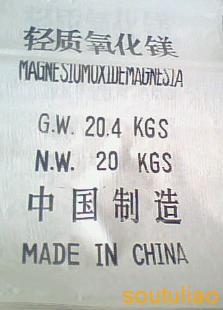 轻质氧化镁
MAGNESIUMOXIDEMAGNESIA
G.W. 20.4 KGS
N.W. 20 KGS
中国制造
MADE IN CHINA
soutuliao